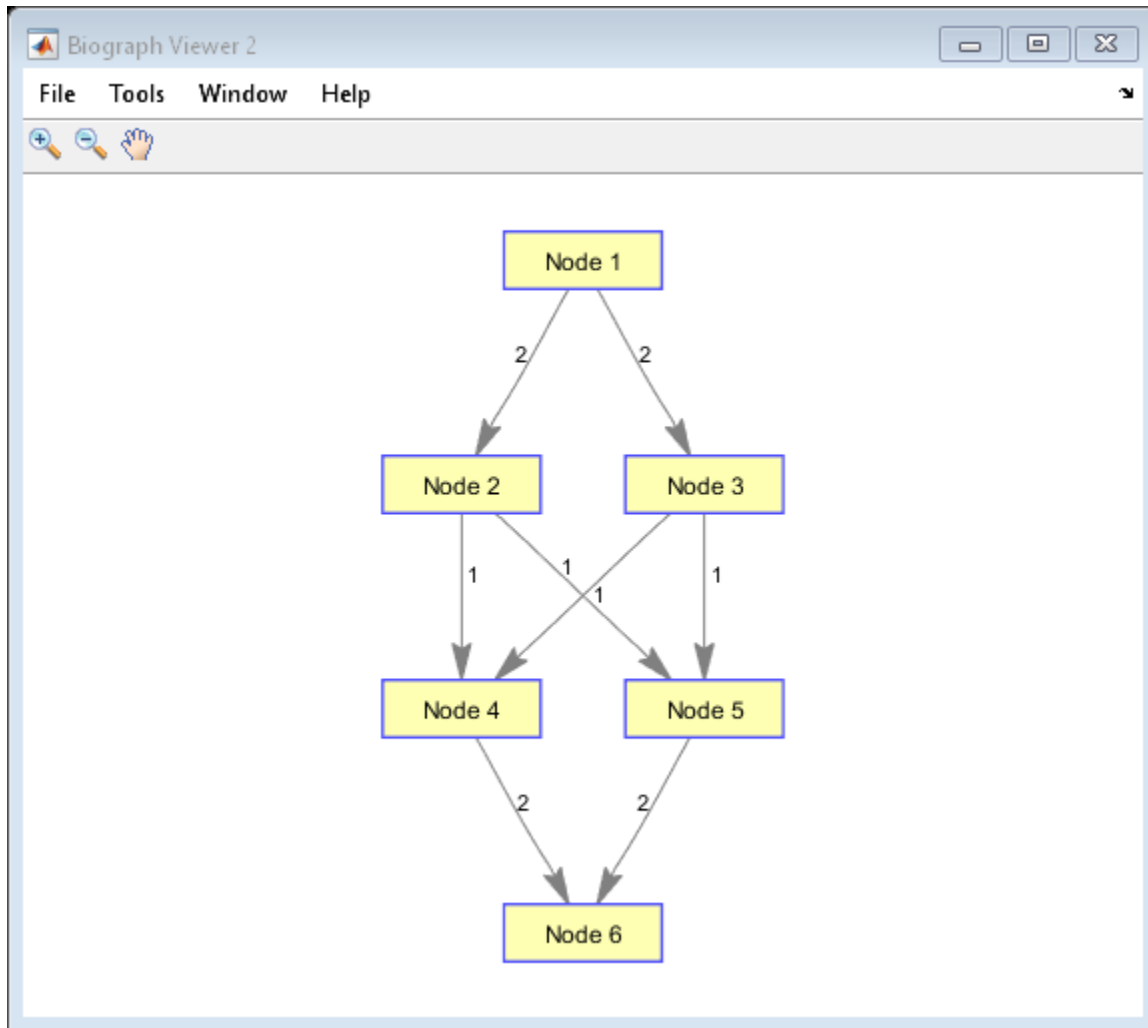 Biograph Viewer 2
File Tools Window Help
Node 1
2 2
Node 2 Node 3
1 1 1 1
Node 4 Node 5
2 2
Node 6